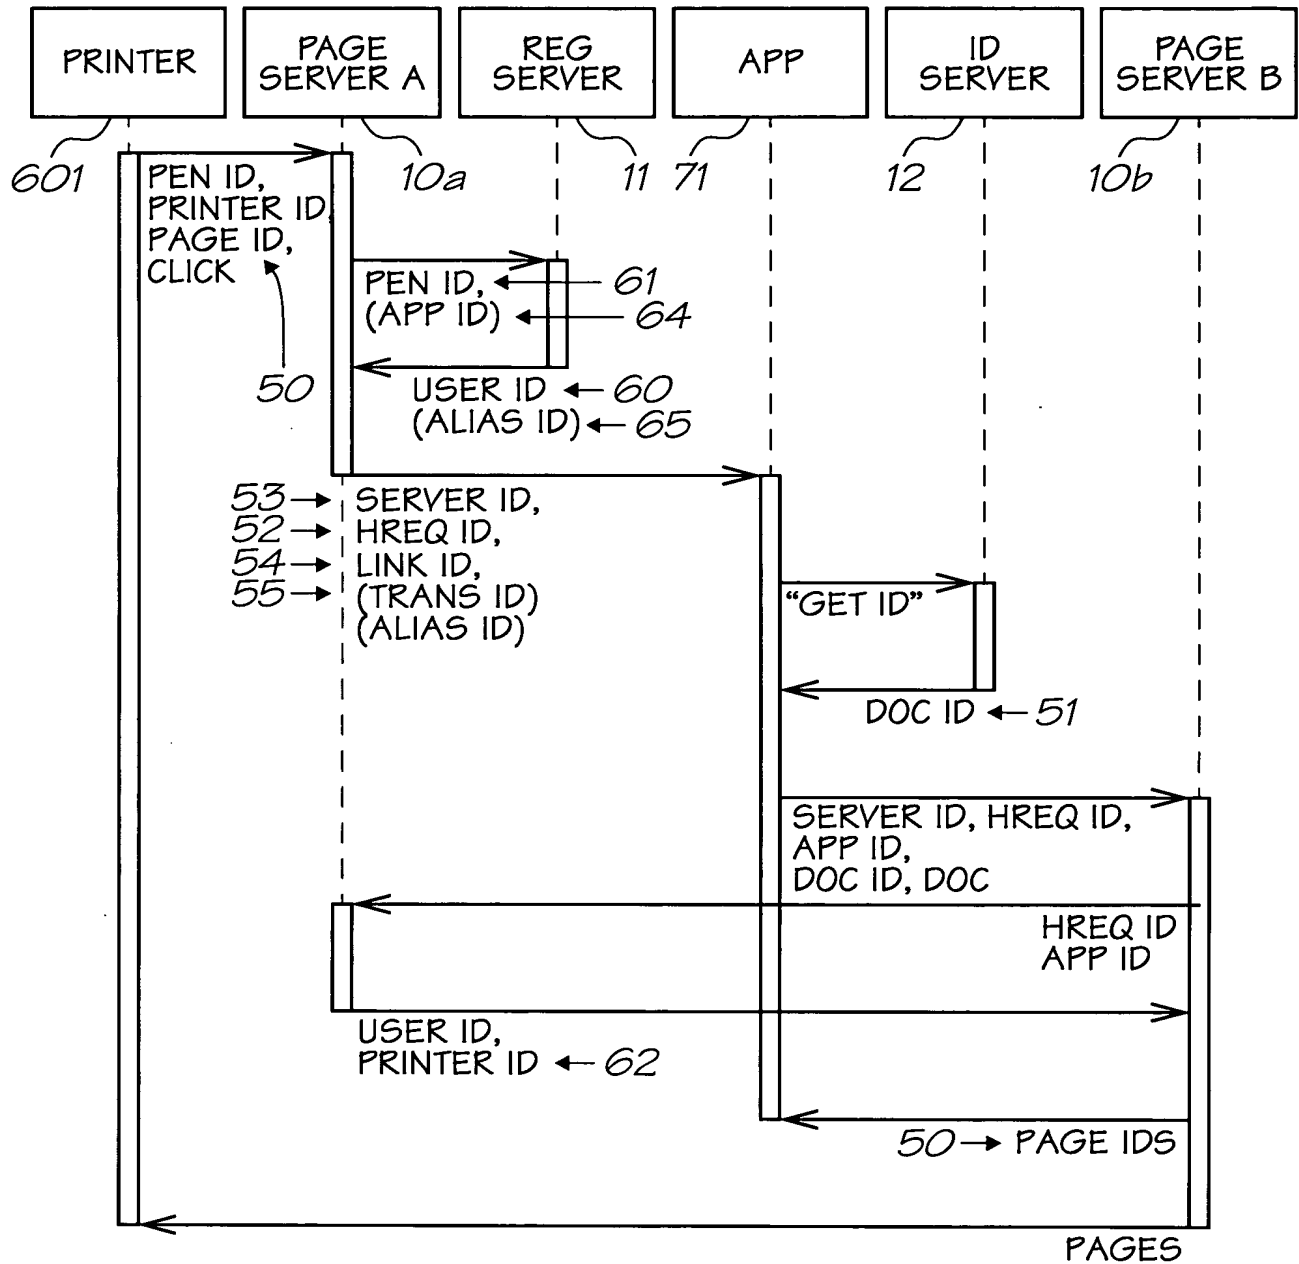 PRINTER
PAGE
SERVER A
REG
SERVER
APP
ID
SERVER
PAGE
SERVER B
601
10a
11
71
12
10b
PEN ID,
PRINTER ID
PAGE ID,
CLICK
50
PEN ID,
61
(APP ID)
64
USER ID
60
(ALIAS ID)
65
53
SERVER ID,
52
HREQ ID,
54
LINK ID,
55
(TRANS ID)
(ALIAS ID)
“GET ID”
DOC ID
51
SERVER ID, HREQ ID,
APP ID,
DOC ID, DOC
HREQ ID
APP ID
USER ID,
PRINTER ID
62
50
PAGE IDS
PAGES